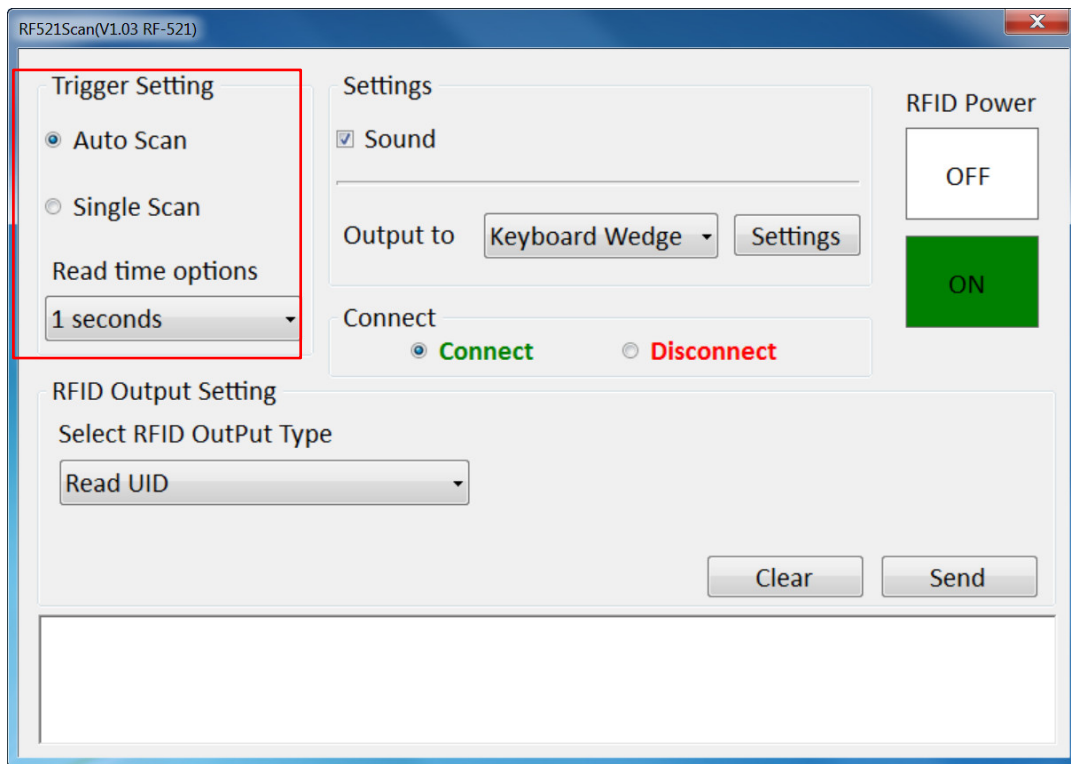 RF521Scan(V1.03 RF-521)
X
Trigger Setting
Auto Scan
Single Scan
Read time options
1 seconds
Settings
Sound
Output to
Keyboard Wedge
Settings
Connect
Connect
Disconnect
RFID Power
OFF
ON
RFID Output Setting
Select RFID OutPut Type
Read UID
Clear
Send